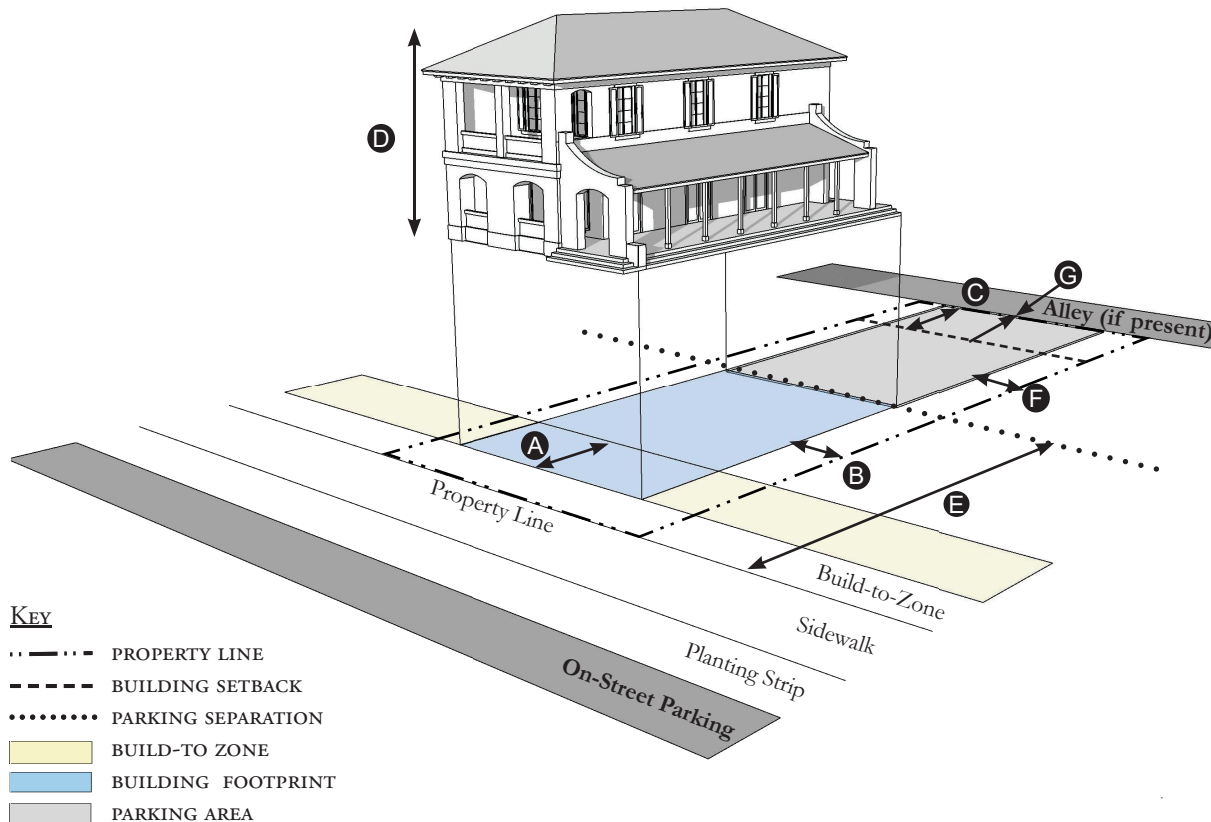 D
G
C
Alley (if present)
F
A
B
E
Property Line
Build-to-Zone
Sidewalk
Planting Strip
On-Street Parking
KEY
PROPERTY LINE
BUILDING SETBACK
PARKING SEPARATION
BUILD-TO ZONE
BUILDING FOOTPRINT
PARKING AREA